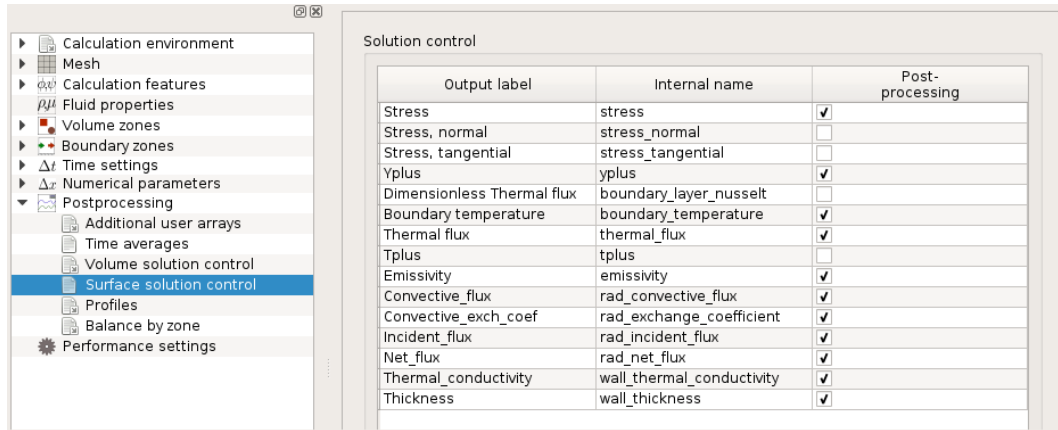 Calculation environment
Mesh
Calculation features
ρ,μ Fluid properties
Volume zones
Boundary zones
Δt Time settings
Δx Numerical parameters
Postprocessing
Additional user arrays
Time averages
Volume solution control
Surface solution control
Profiles
Balance by zone
Performance settings
Solution control
Output label Internal name Post-
processing
Stress stress
Stress, normal stress_normal
Stress, tangential stress_tangential
Yplus yplus
Dimensionless Thermal flux boundary_layer_nusselt
Boundary temperature boundary_temperature
Thermal flux thermal_flux
Tplus tplus
Emissivity emissivity
Convective_flux rad_convective_flux
Convective_exch_coef rad_exchange_coefficient
Incident_flux rad_incident_flux
Net_flux rad_net_flux
Thermal_conductivity wall_thermal_conductivity
Thickness wall_thickness